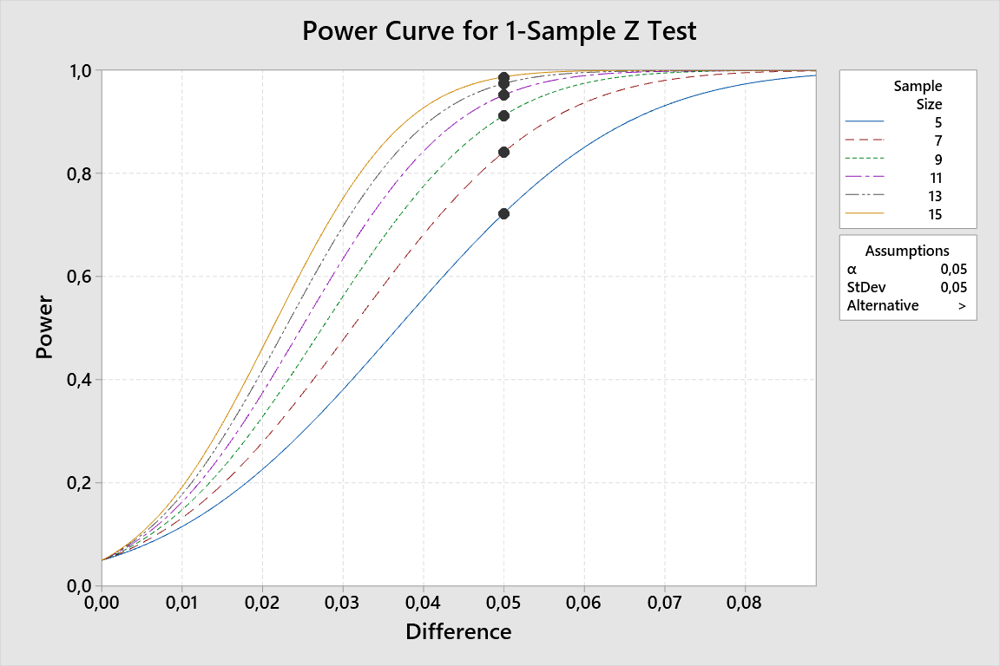 Power Curve for 1-Sample Z Test
1,0
0,8
0,6
0,4
0,2
0,0
Power
0,00 0,01 0,02 0,03 0,04 0,05 0,06 0,07 0,08
Difference
Sample
Size
5
7
9
11
13
15
Assumptions
α 0,05
StDev 0,05
Alternative >